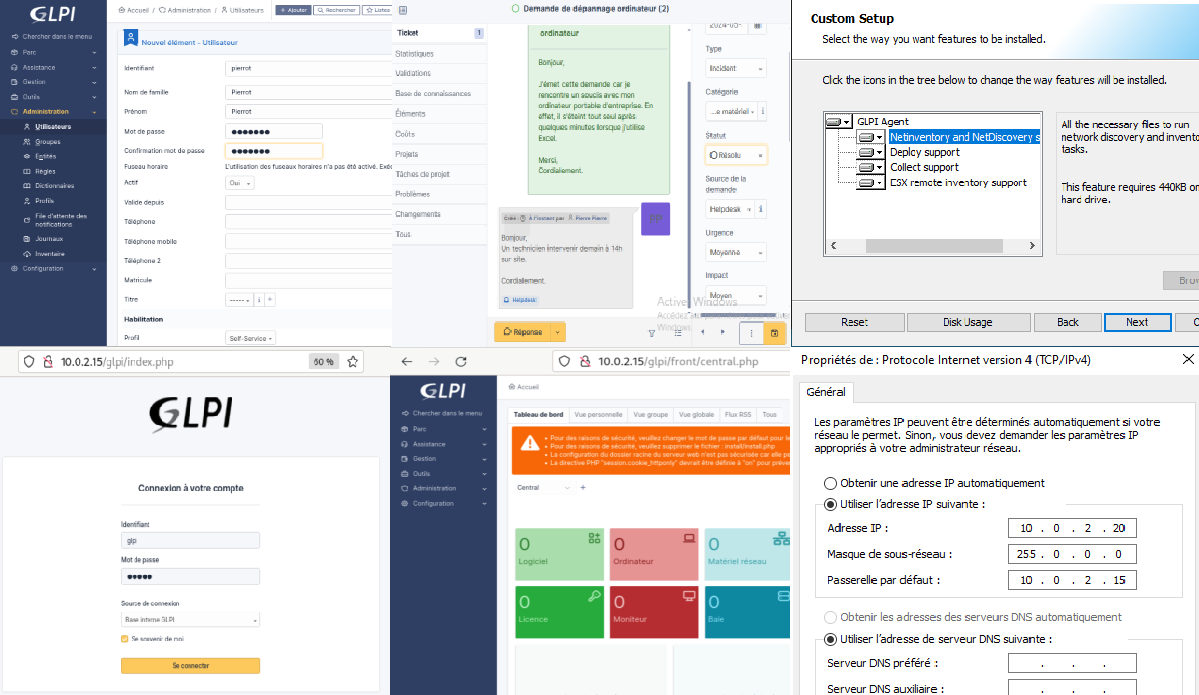 GLPI
Chercher dans le menu
Parc
Assistance
Gestion
Outils
Administration
Utilisateurs
Groupes
Entités
Règles
Dictionnaires
Profils
File d'attente des
notifications
Journaux
Inventaire
Configuration
Accueil / Administration / Utilisateurs
Ajouter
Rechercher
Listes
Nouvel élément - Utilisateur
Identifiant
pierrot
Nom de famille
Pierrot
Prénom
Pierrot
Mot de passe
Confirmation mot de passe
Fuseau horaire
L'utilisation des fuseaux horaires n'a pas été activé. Exéc
Actif
Oui
Valide depuis
Téléphone
Téléphone mobile
Téléphone 2
Matricule
Titre
-----
Habilitation
Profil
Self-Service
Demande de dépannage ordinateur (2)
Ticket
1
Statistiques
Validations
Base de connaissances
Éléments
Coûts
Projets
Tâches de projet
Problèmes
Changements
Tous
ordinateur
Bonjour,
J'émet cette demande car je
rencontre un soucis avec mon
ordinateur portable d'entreprise. En
effet, il s'éteint tout seul après
quelques minutes lorsque j'utilise
Excel.
Merci,
Cordialement.
Créé : À l'instant par Pierre Pierre
PP
Bonjour,
Un technicien intervenir demain à 14h
sur site.
Cordialement.
Helpdesk
Réponse
2024-05-
Type
Incident
Catégorie
...e matériel
Statut
Résolu
Source de la
demande
Helpdesk
Urgence
Moyenne
Impact
Moyen
Activer Windows
Windows.
Custom Setup
Select the way you want features to be installed.
Click the icons in the tree below to change the way features will be installed.
GLPI Agent
Netinventory and NetDiscovery s
Deploy support
Collect support
ESX remote inventory support
All the necessary files to run
network discovery and invento
tasks.
This feature requires 440KB on
hard drive.
Brow
Reset
Disk Usage
Back
Next
C
10.0.2.15/glpi/index.php
60 %
GLPI
Connexion à votre compte
Identifiant
glpi
Mot de passe
Source de connexion
Base interne GLPI
Se souvenir de moi
Se connecter
10.0.2.15/glpi/front/central.php
GLPI
Chercher dans le menu
Parc
Assistance
Gestion
Outils
Administration
Configuration
Accueil
Tableau de bord
Vue personnelle
Vue groupe
Vue globale
Flux RSS
Tous
Pour des raisons de sécurité, veuillez changer le mot de passe par défaut pour le
Pour des raisons de sécurité, veuillez supprimer le fichier : install/install.php
La configuration du dossier racine du serveur web n'est pas sécurisée car elle pe
La directive PHP "session.cookie_httponly" devrait être définie à "on" pour préve
Central
0
Logiciel
0
Ordinateur
0
Matériel réseau
0
Licence
0
Moniteur
0
Baie
Propriétés de : Protocole Internet version 4 (TCP/IPv4)
Général
Les paramètres IP peuvent être déterminés automatiquement si votre
réseau le permet. Sinon, vous devez demander les paramètres IP
appropriés à votre administrateur réseau.
Obtenir une adresse IP automatiquement
Utiliser l'adresse IP suivante :
Adresse IP :
10 . 0 . 2 . 20
Masque de sous-réseau :
255 . 0 . 0 . 0
Passerelle par défaut :
10 . 0 . 2 . 15
Obtenir les adresses des serveurs DNS automatiquement
Utiliser l'adresse de serveur DNS suivante :
Serveur DNS préféré :
Serveur DNS auxiliaire :